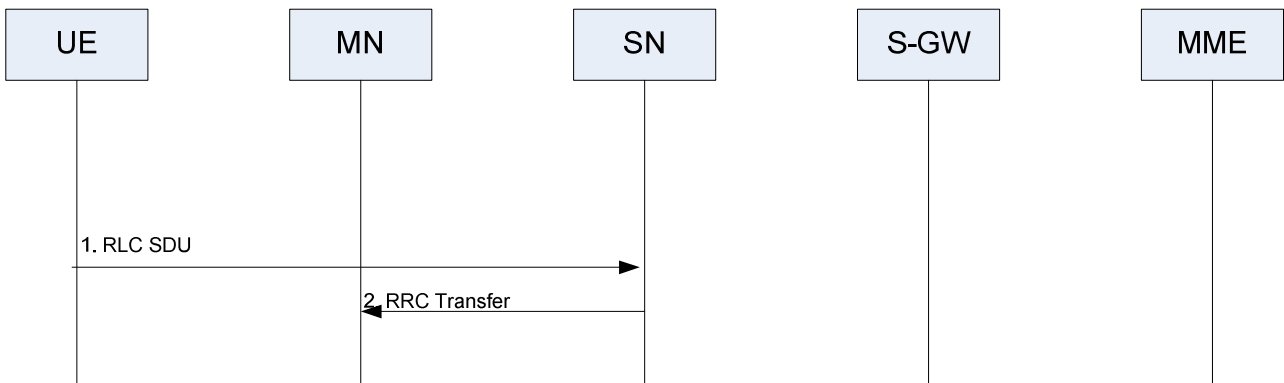 UE
MN
SN
S-GW
MME
1. RLC SDU
2. RRC Transfer